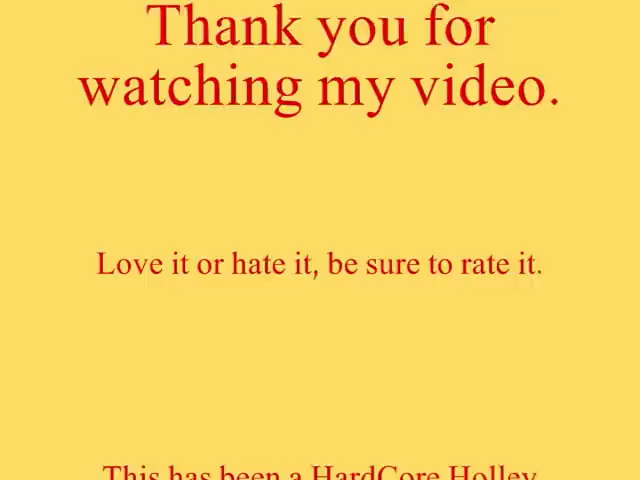 Thank you for
watching my video.
Love it or hate it, be sure to rate it.
This has been a HardCore Holley